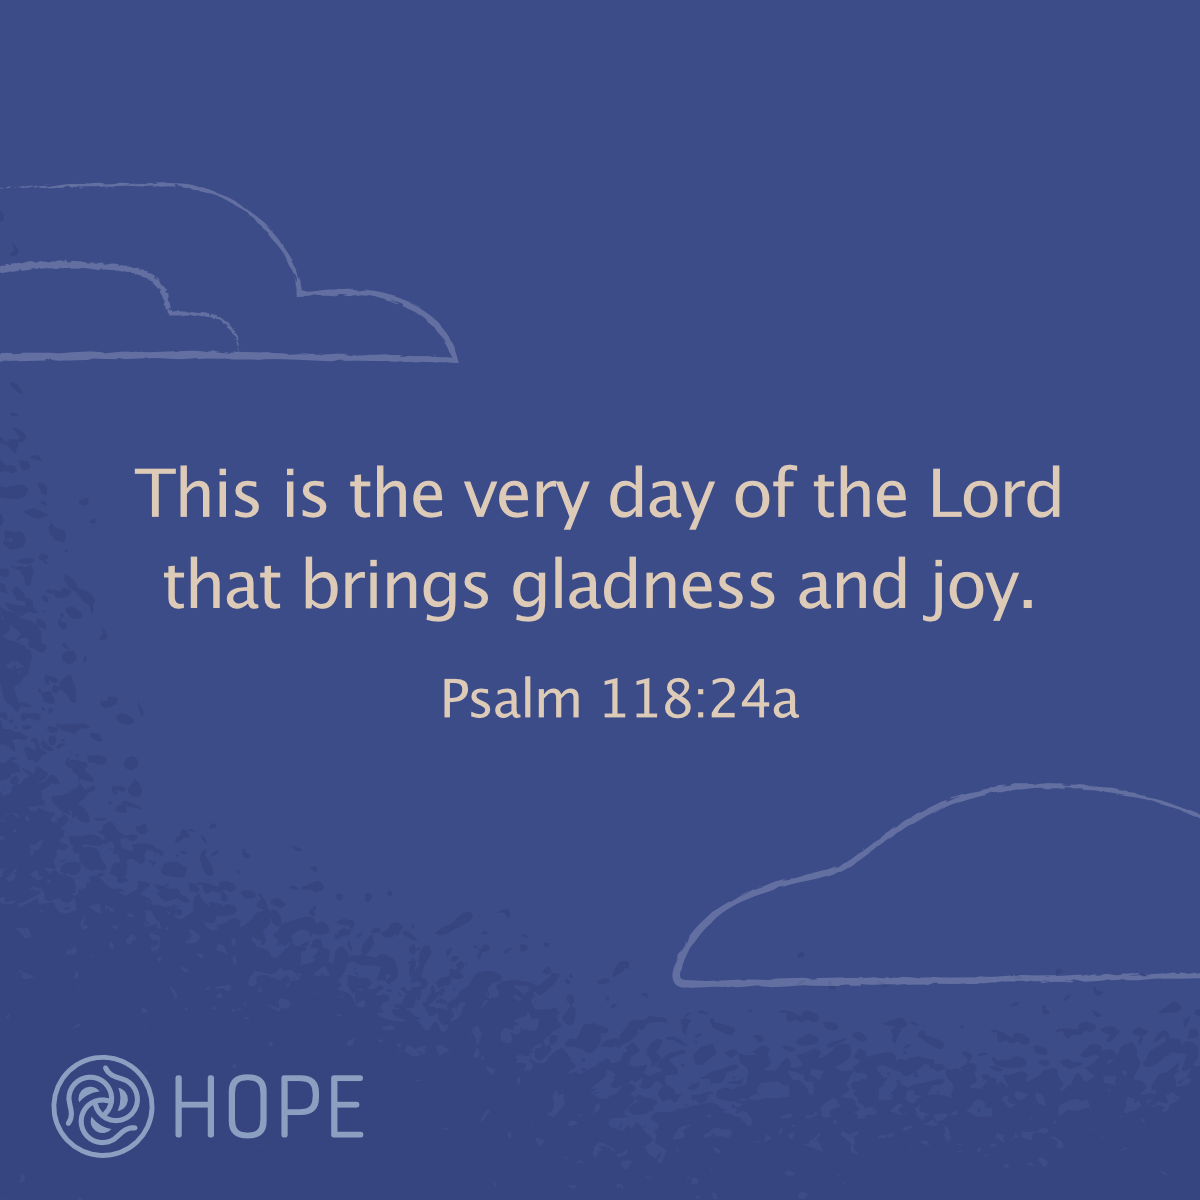 This is the very day of the Lord
that brings gladness and joy.
Psalm 118:24a
HOPE